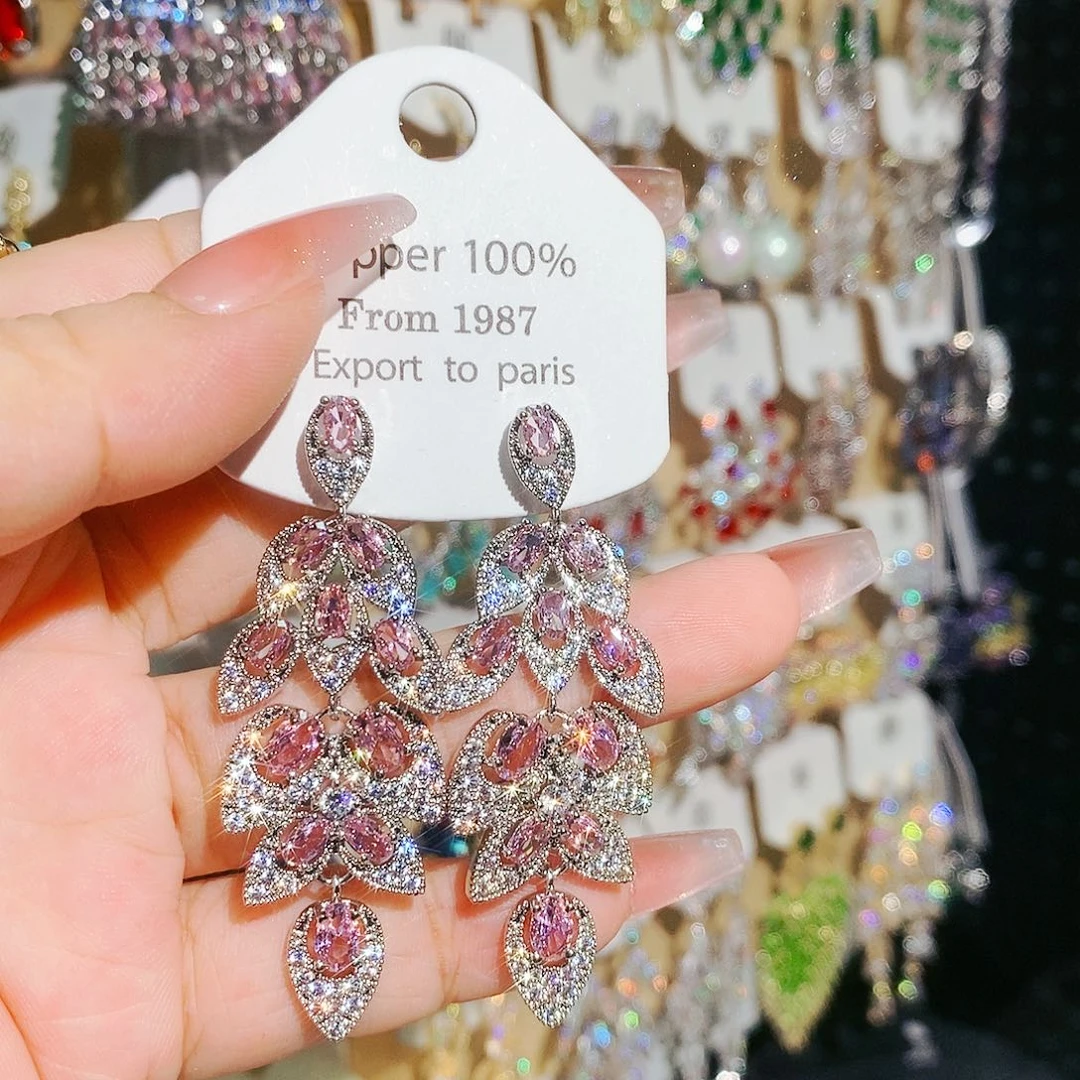 pper 100%
From 1987
Export to paris